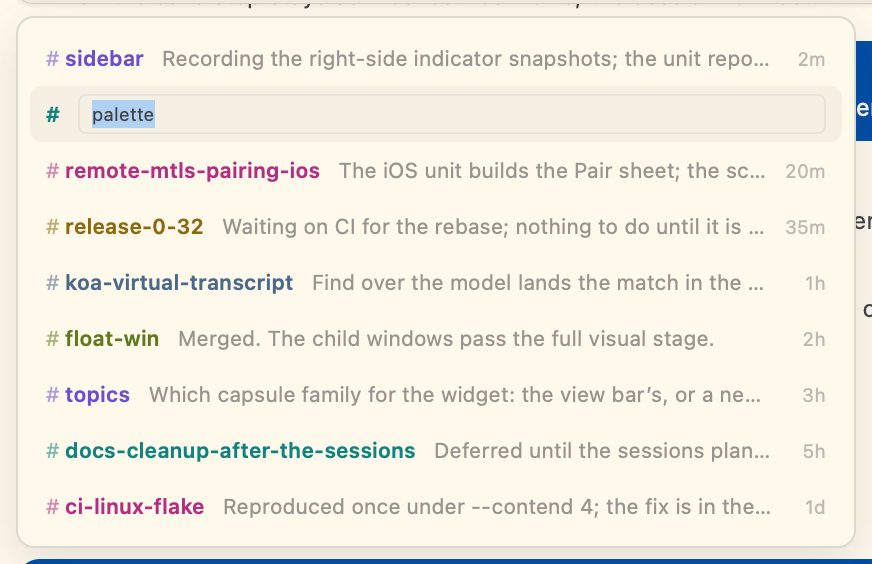 # sidebar Recording the right-side indicator snapshots; the unit repo... 2m
# palette
# remote-mtls-pairing-ios The iOS unit builds the Pair sheet; the sc... 20m
# release-0-32 Waiting on CI for the rebase; nothing to do until it is ... 35m
# koa-virtual-transcript Find over the model lands the match in the ... 1h
# float-win Merged. The child windows pass the full visual stage. 2h
# topics Which capsule family for the widget: the view bar’s, or a ne... 3h
# docs-cleanup-after-the-sessions Deferred until the sessions plan... 5h
# ci-linux-flake Reproduced once under --contend 4; the fix is in the... 1d